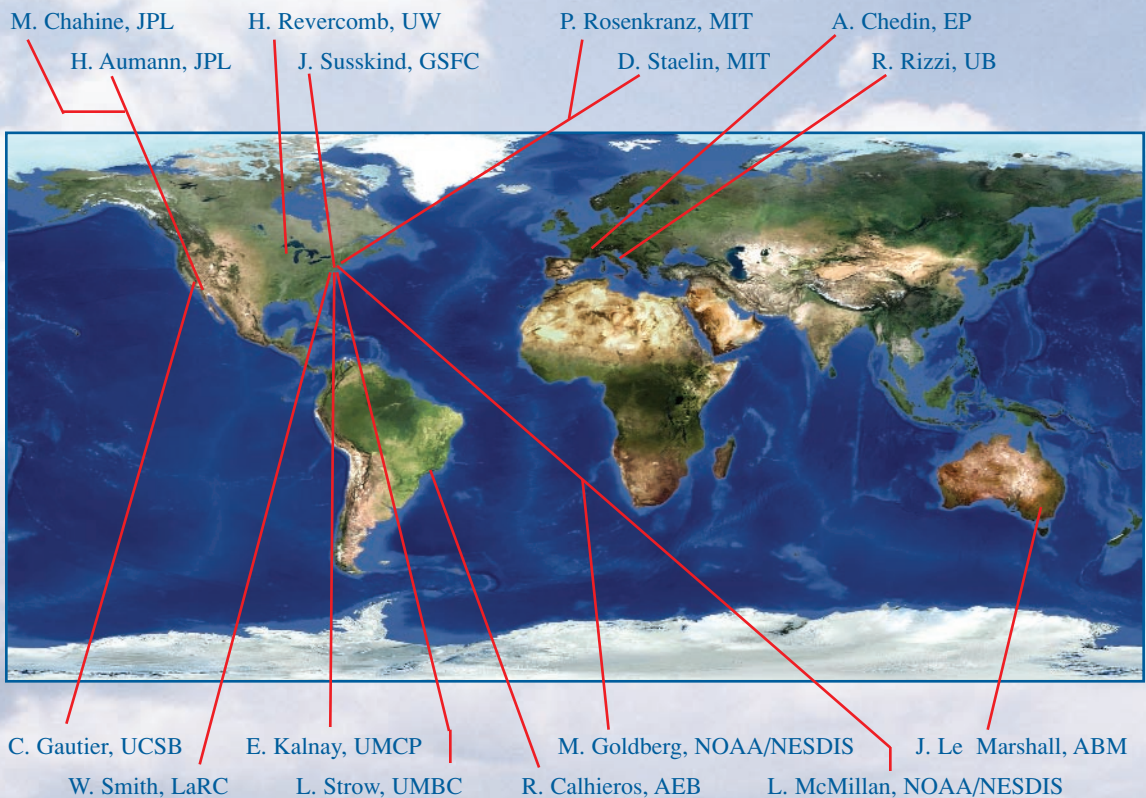 M. Chahine, JPL
H. Revercomb, UW
P. Rosenkranz, MIT
A. Chedin, EP
H. Aumann, JPL
J. Susskind, GSFC
D. Staelin, MIT
R. Rizzi, UB
C. Gautier, UCSB
E. Kalnay, UMCP
M. Goldberg, NOAA/NESDIS
J. Le Marshall, ABM
W. Smith, LaRC
L. Strow, UMBC
R. Calhieros, AEB
L. McMillan, NOAA/NESDIS